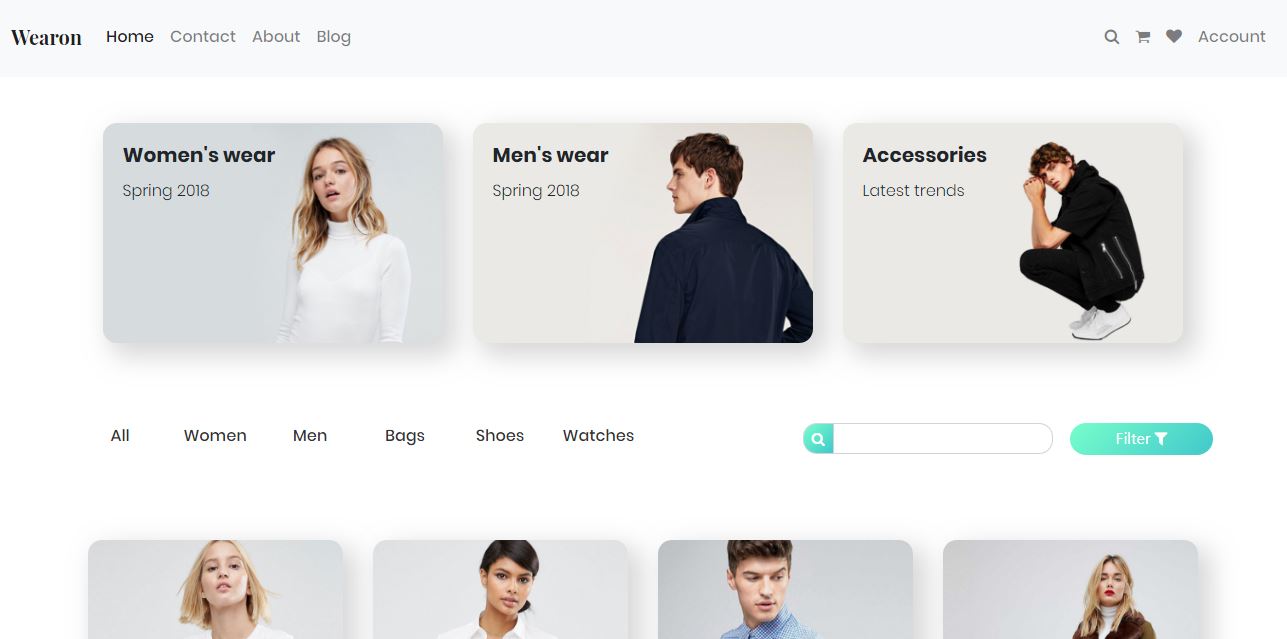 Wearon Home Contact About Blog Account
Women's wear
Spring 2018
Men's wear
Spring 2018
Accessories
Latest trends
All Women Men Bags Shoes Watches Filter